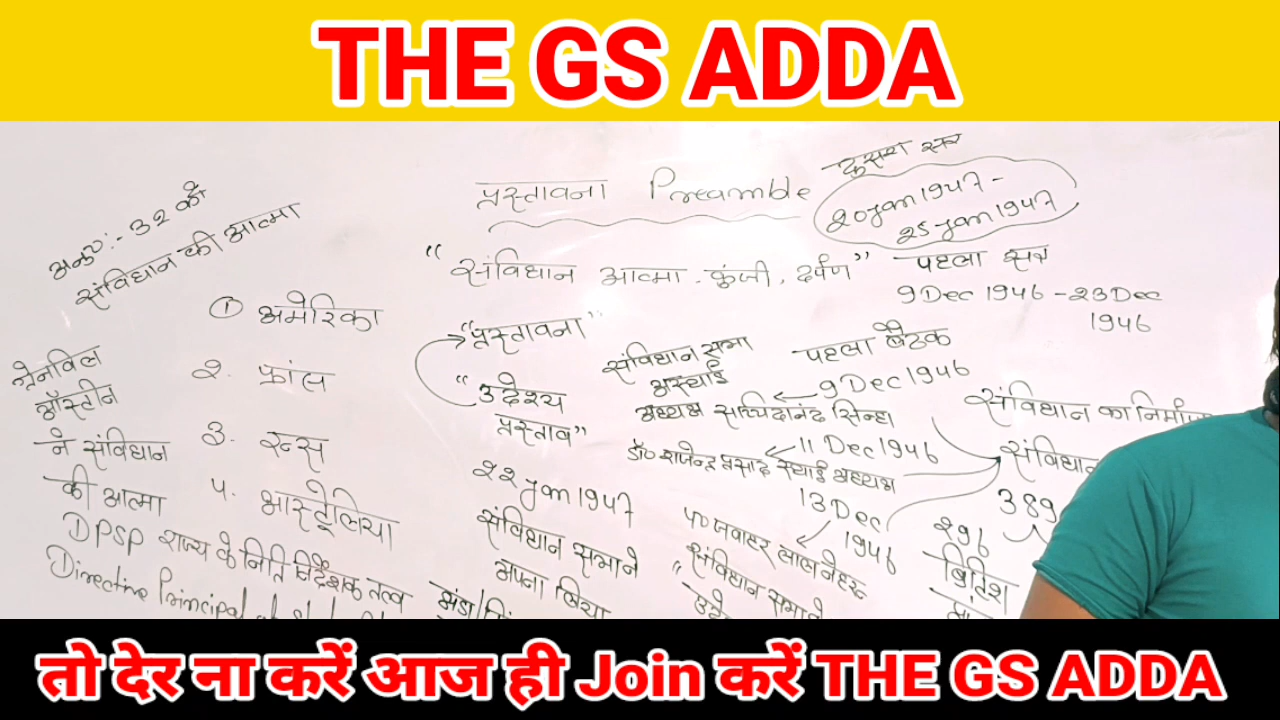 THE GS ADDA
प्रस्तावना Preamble
दुसरा सत्र
20 Jan 1947 -
25 Jan 1947
अनु० :- 32 को
संविधान की आत्मा
"संविधान आत्मा, कुंजी, दर्पण"
पहला सत्र
9 Dec 1946 - 23 Dec
1946
① अमेरिका
2. फ्रांस
3. रूस
4. आस्ट्रेलिया
ग्रेनविल
ऑस्टीन
ने संविधान
की आत्मा
DPSP राज्य के निति निर्देशक तत्व
Directive Principal
"प्रस्तावना"
"उदेश्य
प्रस्ताव"
22 Jan 1947
संविधान सभा ने
अपना लिया
झंडा
संविधान सभा
अस्थाई
अध्यक्ष सच्चिदानंद सिन्हा
पहला बैठक
9 Dec 1946
11 Dec 1946
डॉ० राजेन्द्र प्रसाद स्थाई अध्यक्ष
13 Dec
1946
पं० जवाहर लाल नेहरू
संविधान सभा में
संविधान का निर्माण
संविधान
389
296
ब्रिटिश
तो देर ना करें आज ही Join करें THE GS ADDA